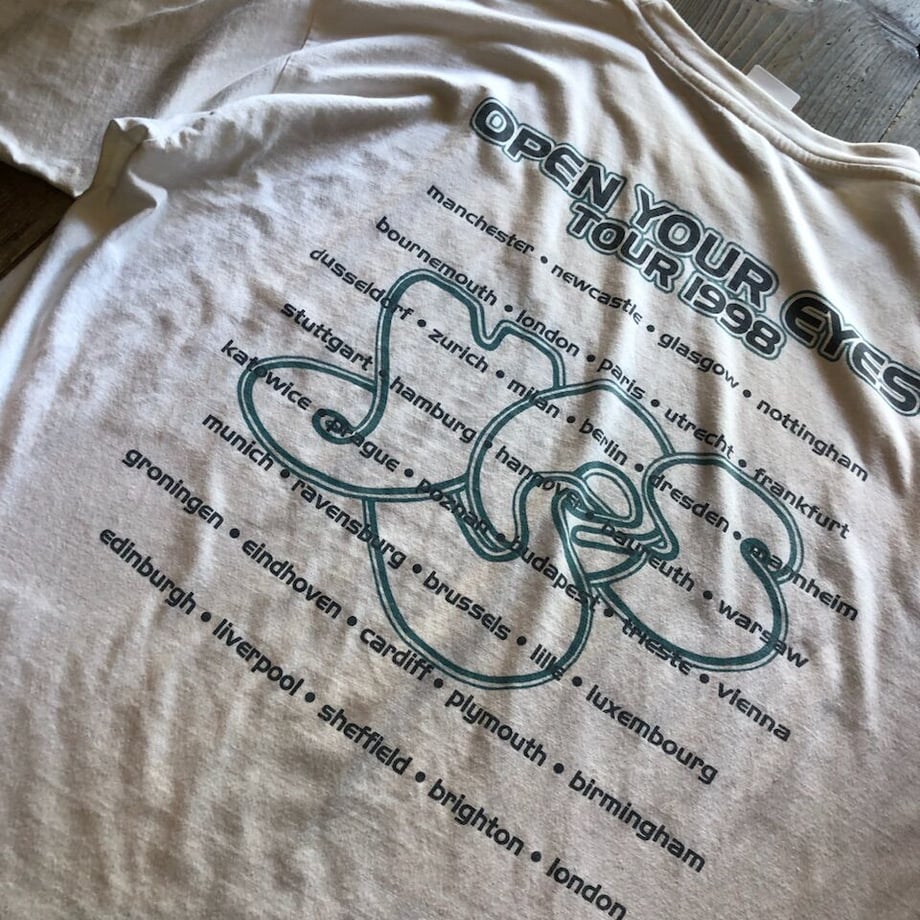 OPEN YOUR EYES
TOUR 1998
manchester • newcastle • glasgow • nottingham
bournemouth • london • paris • utrecht • frankfurt
dusseldorf • zurich • milan • berlin • dresden • mannheim
stuttgart • hamburg • hannover • bayreuth • warsaw
katowice • prague • poznan • budapest • trieste • vienna
munich • ravensburg • brussels • lille • luxembourg
groningen • eindhoven • cardiff • plymouth • birmingham
edinburgh • liverpool • sheffield • brighton • london
yes